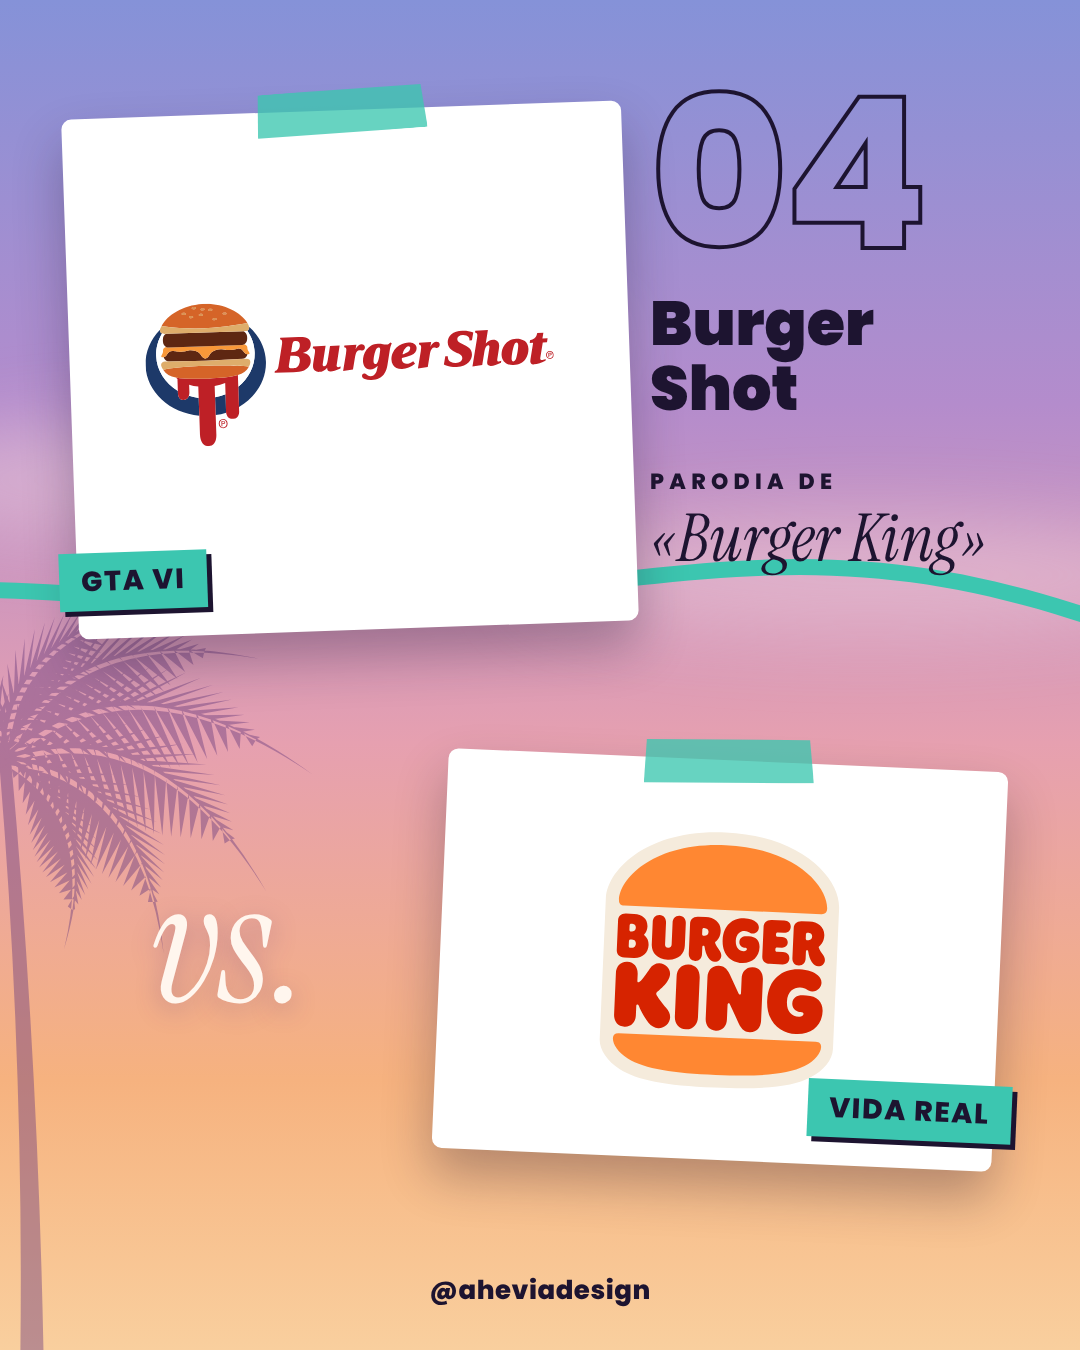 04
Burger
Shot
PARODIA DE
«Burger King»
Burger Shot℗
℗
GTA VI
vs.
BURGER
KING
VIDA REAL
@aheviadesign